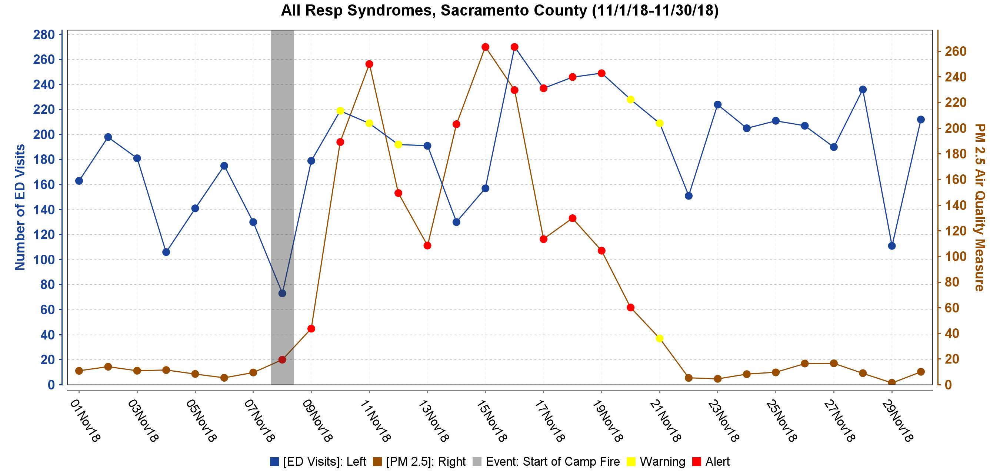 All Resp Syndromes, Sacramento County (11/1/18-11/30/18)
Number of ED Visits
280
260
240
220
200
180
160
140
120
100
80
60
40
20
0
260
240
220
200
180
160
140
120
100
80
60
40
20
0
PM 2.5 Air Quality Measure
01Nov18
03Nov18
05Nov18
07Nov18
09Nov18
11Nov18
13Nov18
15Nov18
17Nov18
19Nov18
21Nov18
23Nov18
25Nov18
27Nov18
29Nov18
[ED Visits]: Left [PM 2.5]: Right Event: Start of Camp Fire Warning Alert